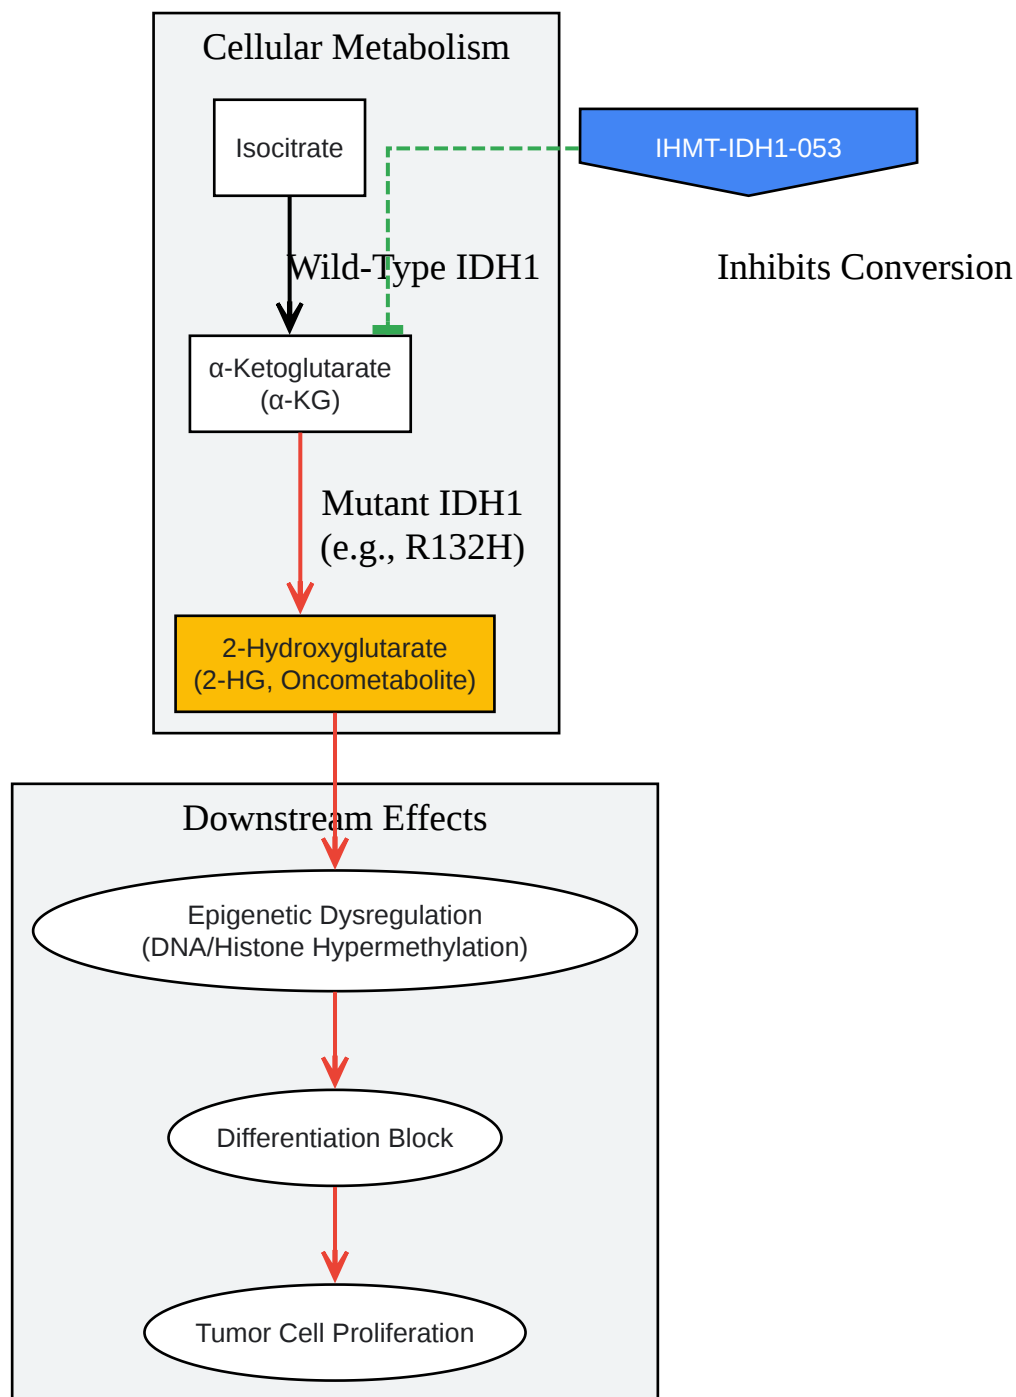 Cellular Metabolism
Isocitrate
IHMT-IDH1-053
Wild-Type IDH1
Inhibits Conversion
α-Ketoglutarate
(α-KG)
Mutant IDH1
(e.g., R132H)
2-Hydroxyglutarate
(2-HG, Oncometabolite)
Downstream Effects
Epigenetic Dysregulation
(DNA/Histone Hypermethylation)
Differentiation Block
Tumor Cell Proliferation